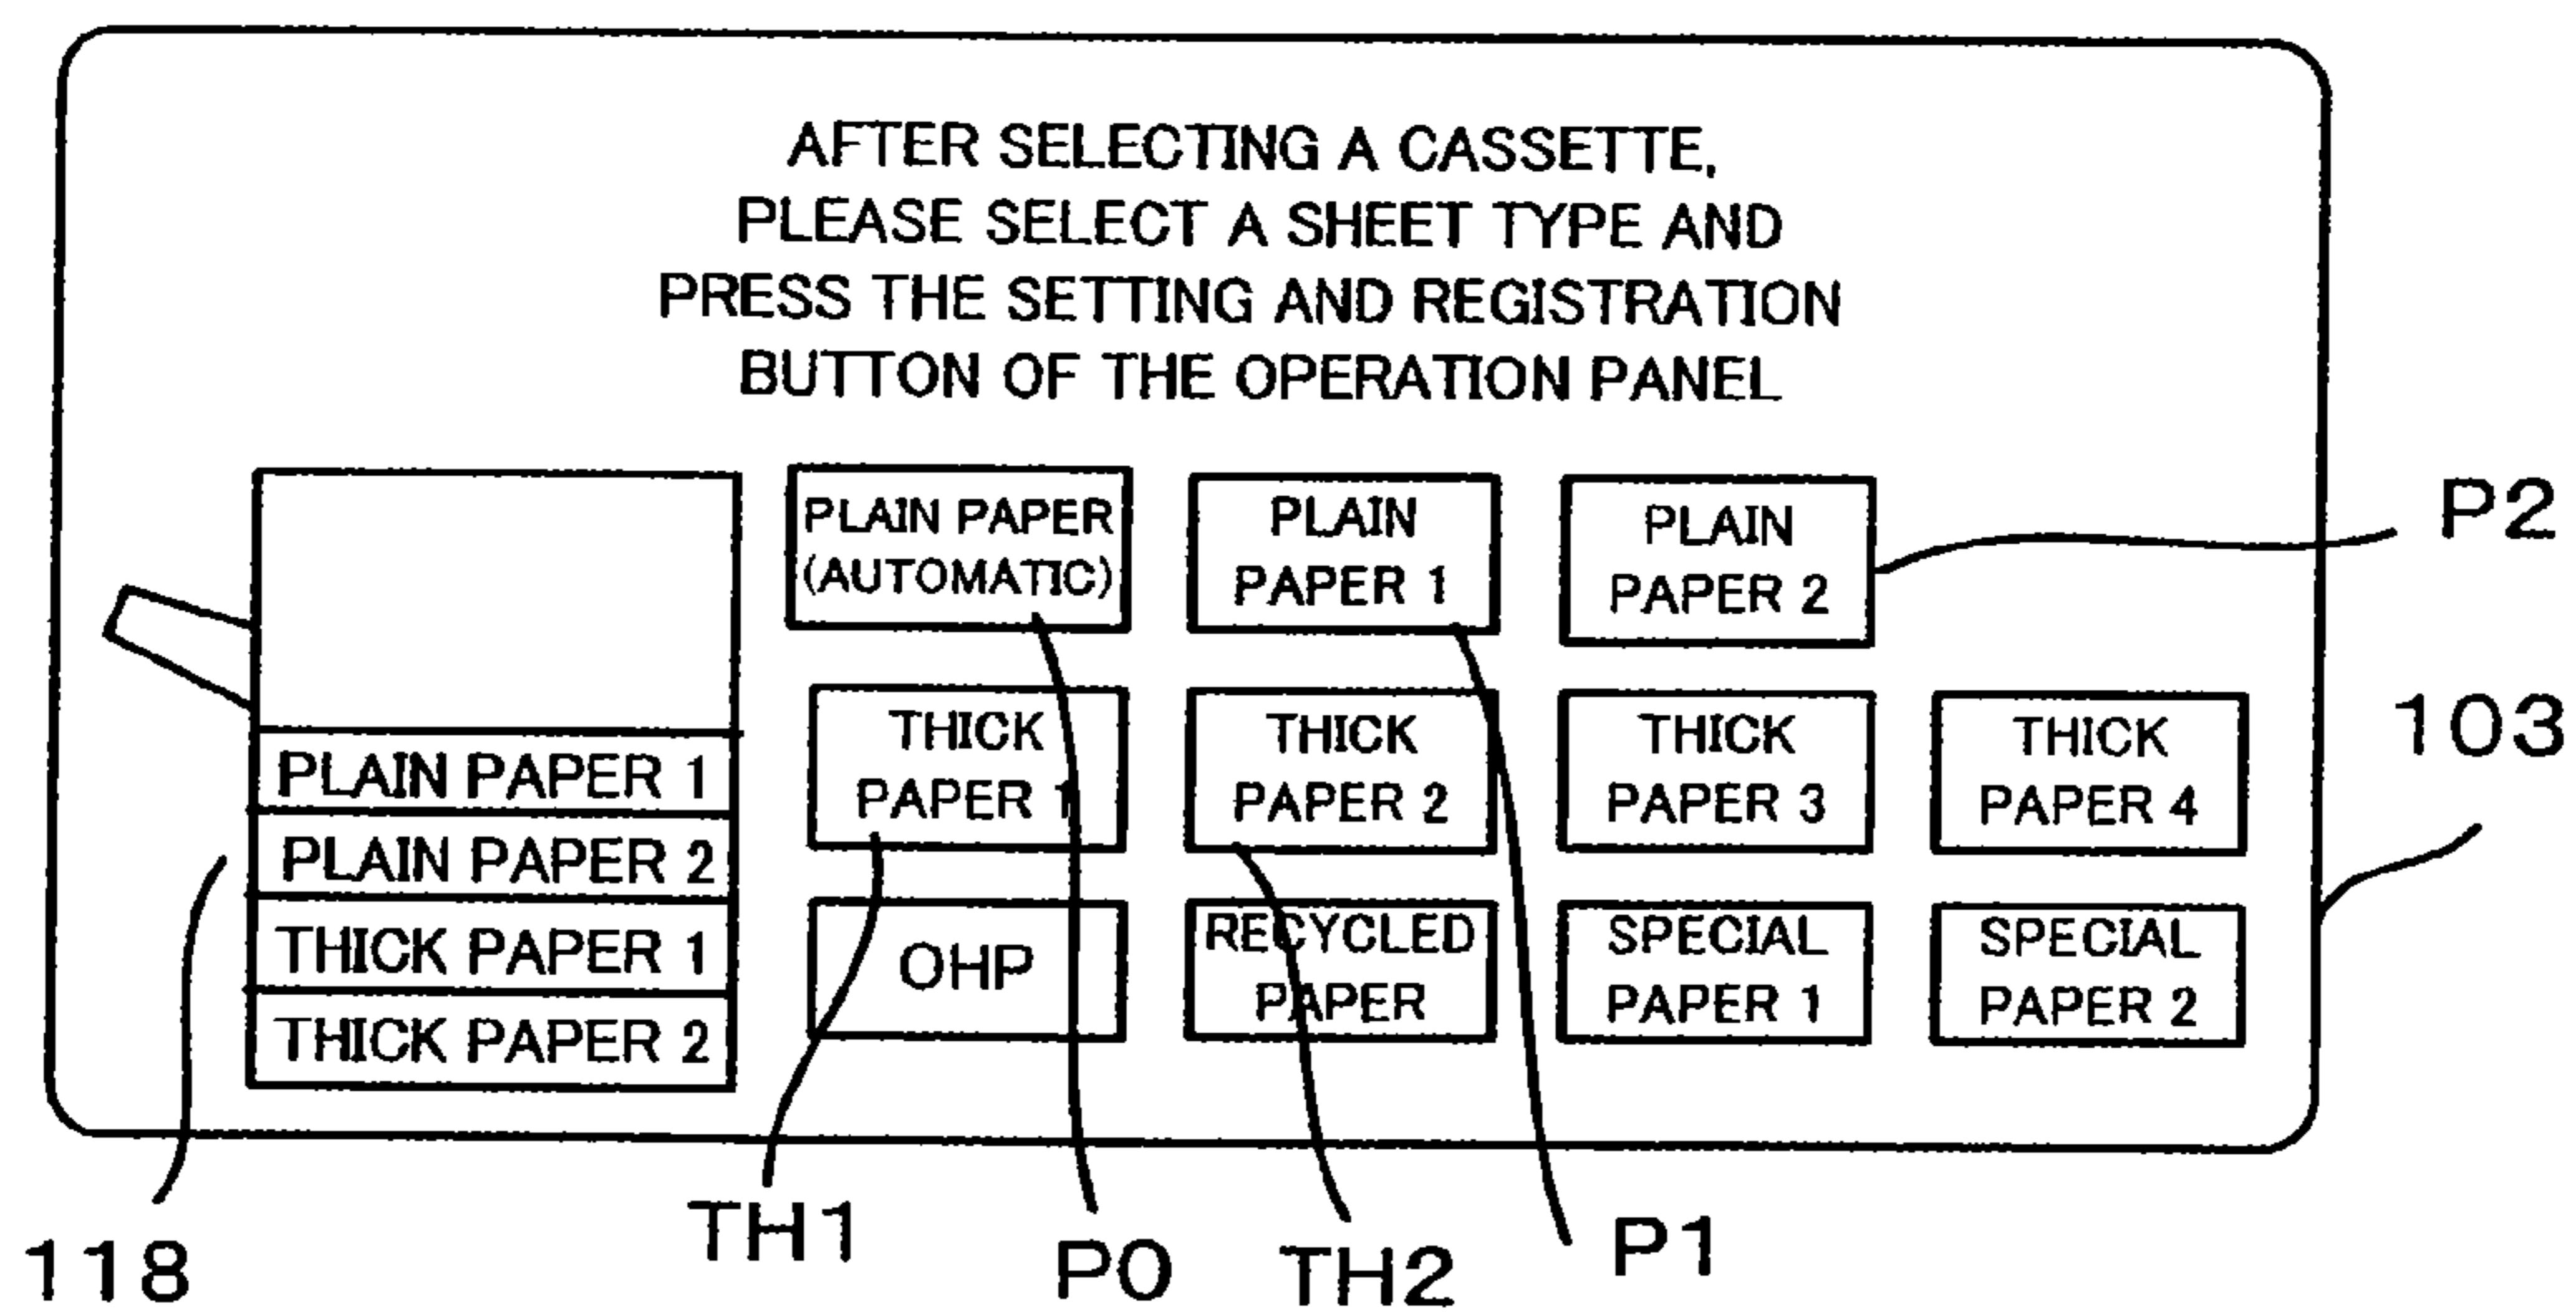 AFTER SELECTING A CASSETTE,
PLEASE SELECT A SHEET TYPE AND
PRESS THE SETTING AND REGISTRATION
BUTTON OF THE OPERATION PANEL
PLAIN PAPER
(AUTOMATIC)
PLAIN
PAPER 1
PLAIN
PAPER 2
P2
THICK
PAPER 1
THICK
PAPER 2
THICK
PAPER 3
THICK
PAPER 4
103
PLAIN PAPER 1
PLAIN PAPER 2
THICK PAPER 1
THICK PAPER 2
OHP
RECYCLED
PAPER
SPECIAL
PAPER 1
SPECIAL
PAPER 2
118
TH1
P0
TH2
P1